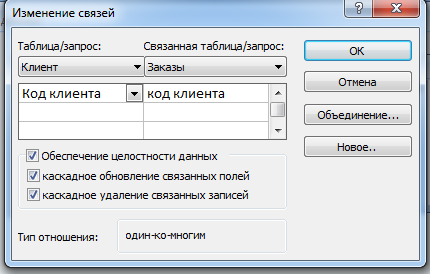 Изменение связей
Таблица/запрос: Связанная таблица/запрос:
Клиент Заказы
Код клиента код клиента
Обеспечение целостности данных
каскадное обновление связанных полей
каскадное удаление связанных записей
Тип отношения: один-ко-многим
ОК
Отмена
Объединение...
Новое..